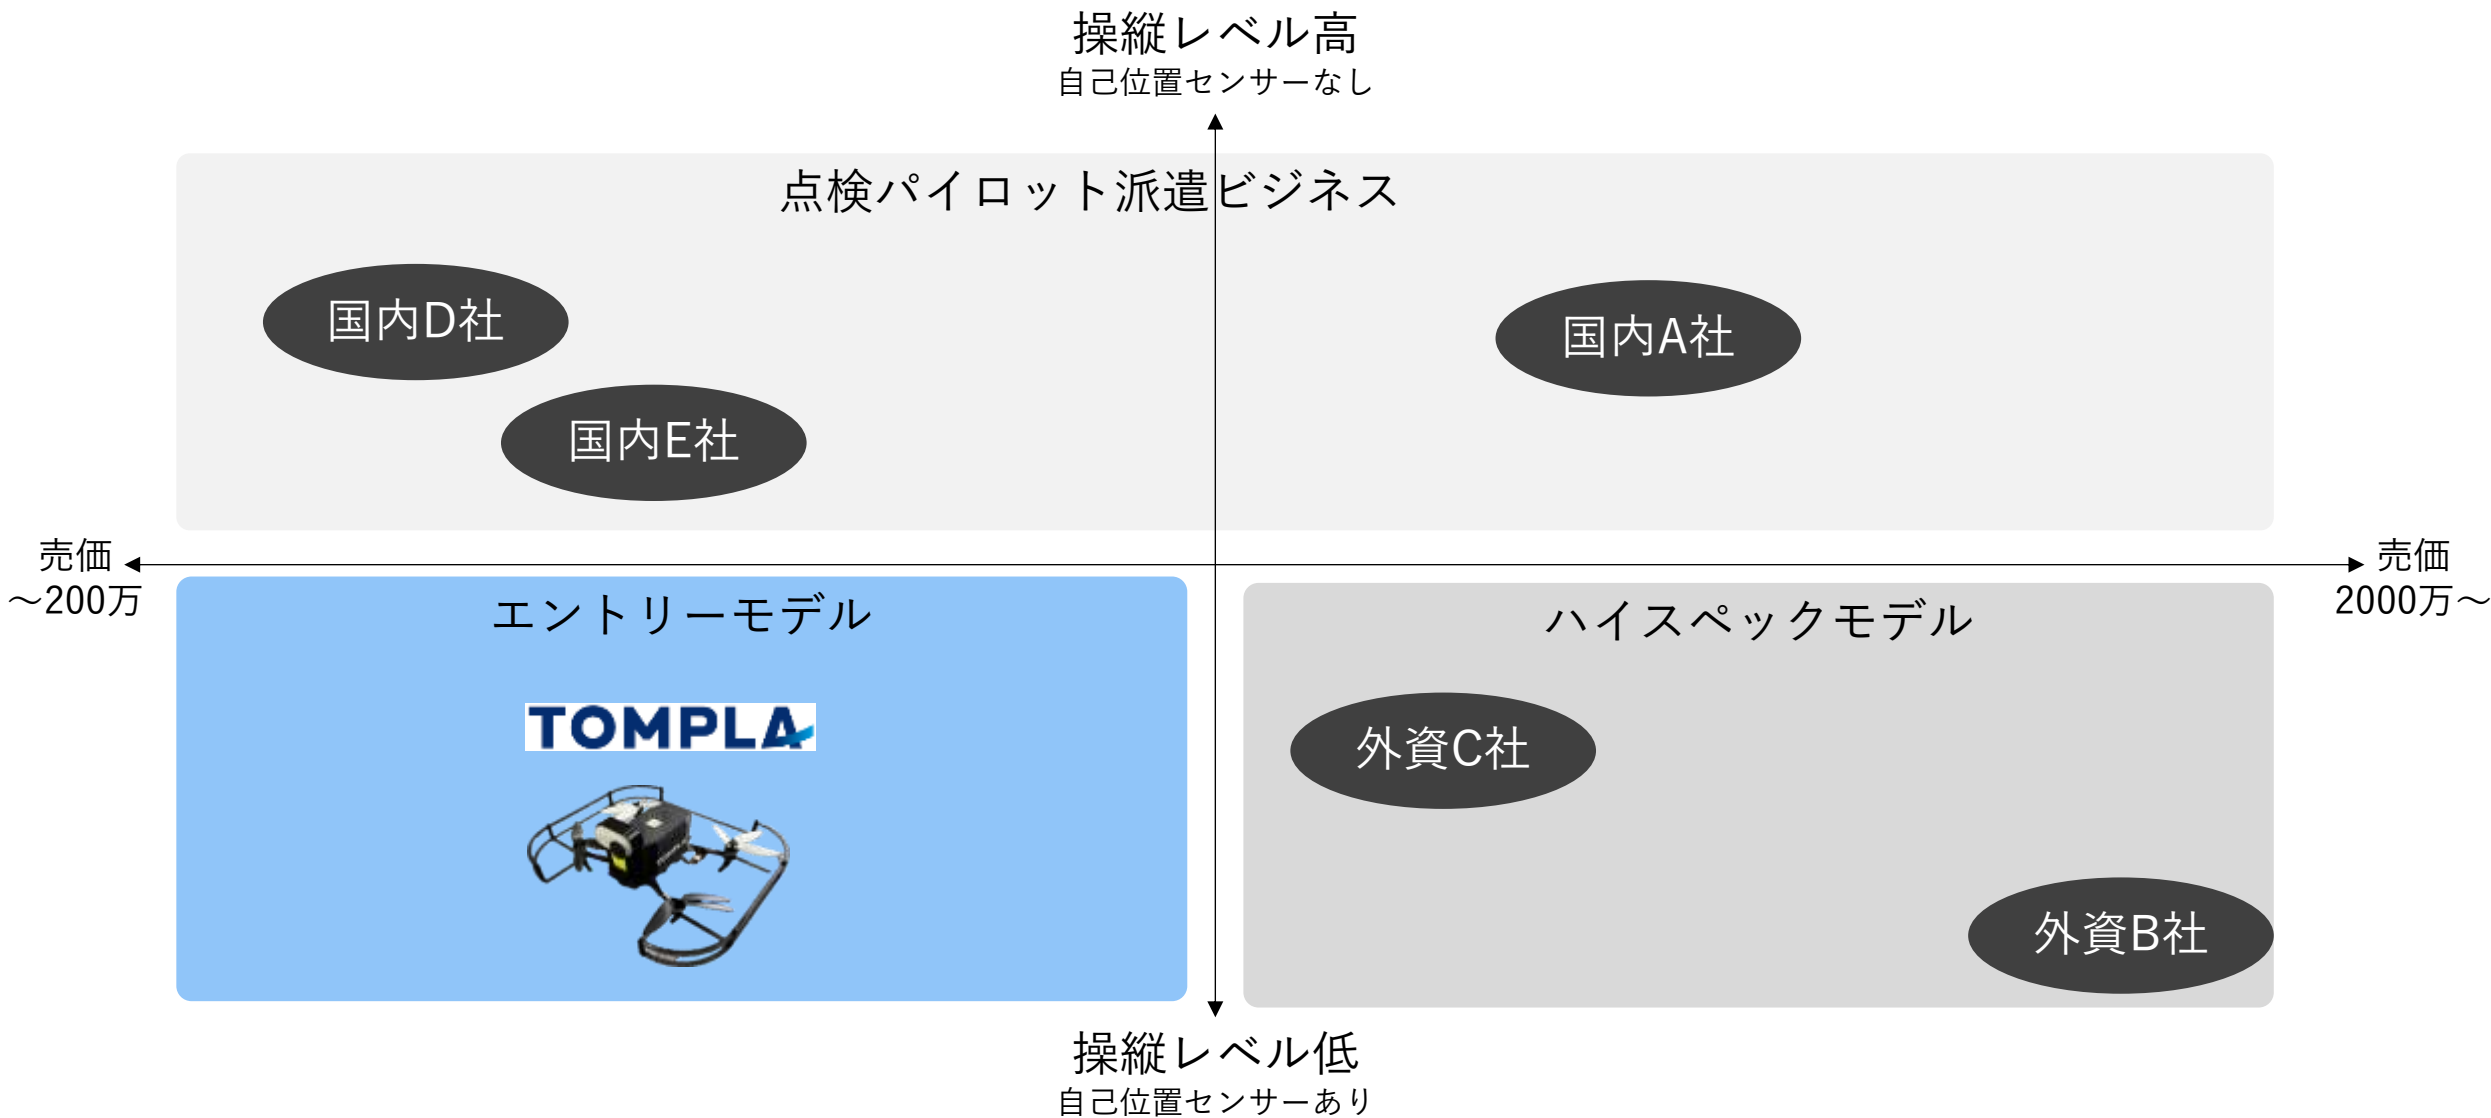 操縦レベル高
自己位置センサーなし
点検パイロット派遣ビジネス
国内D社
国内A社
国内E社
売価
～200万
売価
2000万～
エントリーモデル
ハイスペックモデル
TOMPLA
外資C社
外資B社
操縦レベル低
自己位置センサーあり